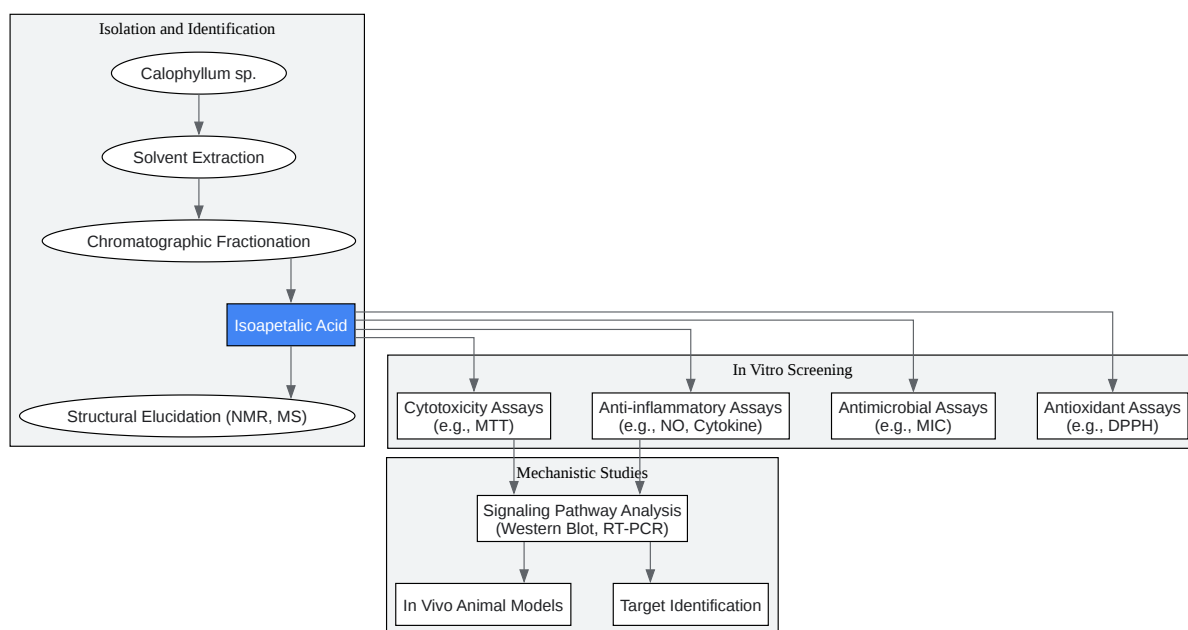 Isolation and Identification
Calophyllum sp.
Solvent Extraction
Chromatographic Fractionation
Isoapetalic Acid
Structural Elucidation (NMR, MS)
In Vitro Screening
Cytotoxicity Assays
(e.g., MTT)
Anti-inflammatory Assays
(e.g., NO, Cytokine)
Antimicrobial Assays
(e.g., MIC)
Antioxidant Assays
(e.g., DPPH)
Mechanistic Studies
Signaling Pathway Analysis
(Western Blot, RT-PCR)
In Vivo Animal Models
Target Identification